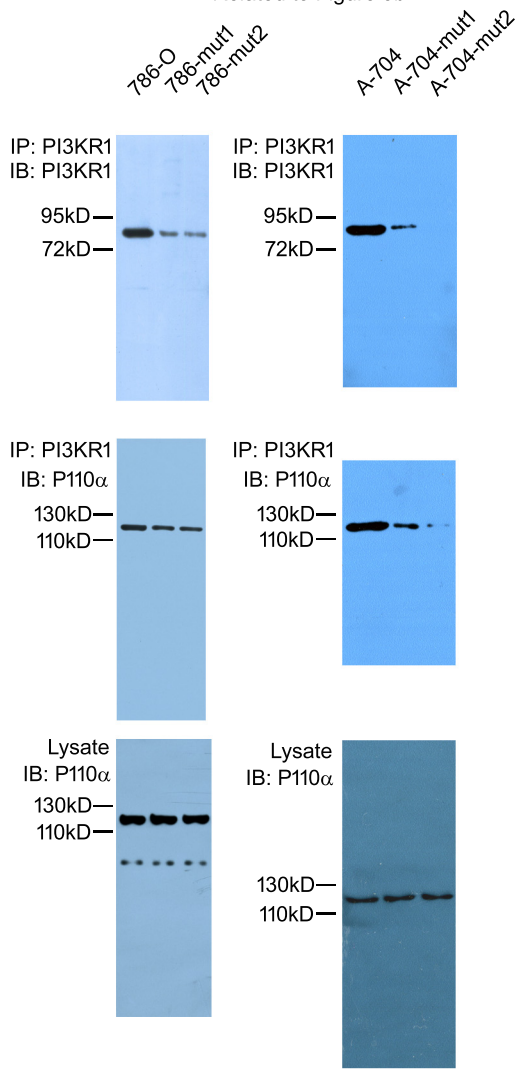 786-O
786-mut1
786-mut2
A-704
A-704-mut1
A-704-mut2
IP: PI3KR1
IB: PI3KR1
95kD
72kD
IP: PI3KR1
IB: PI3KR1
95kD
72kD
IP: PI3KR1
IB: P110α
130kD
110kD
IP: PI3KR1
IB: P110α
130kD
110kD
Lysate
IB: P110α
130kD
110kD
Lysate
IB: P110α
130kD
110kD